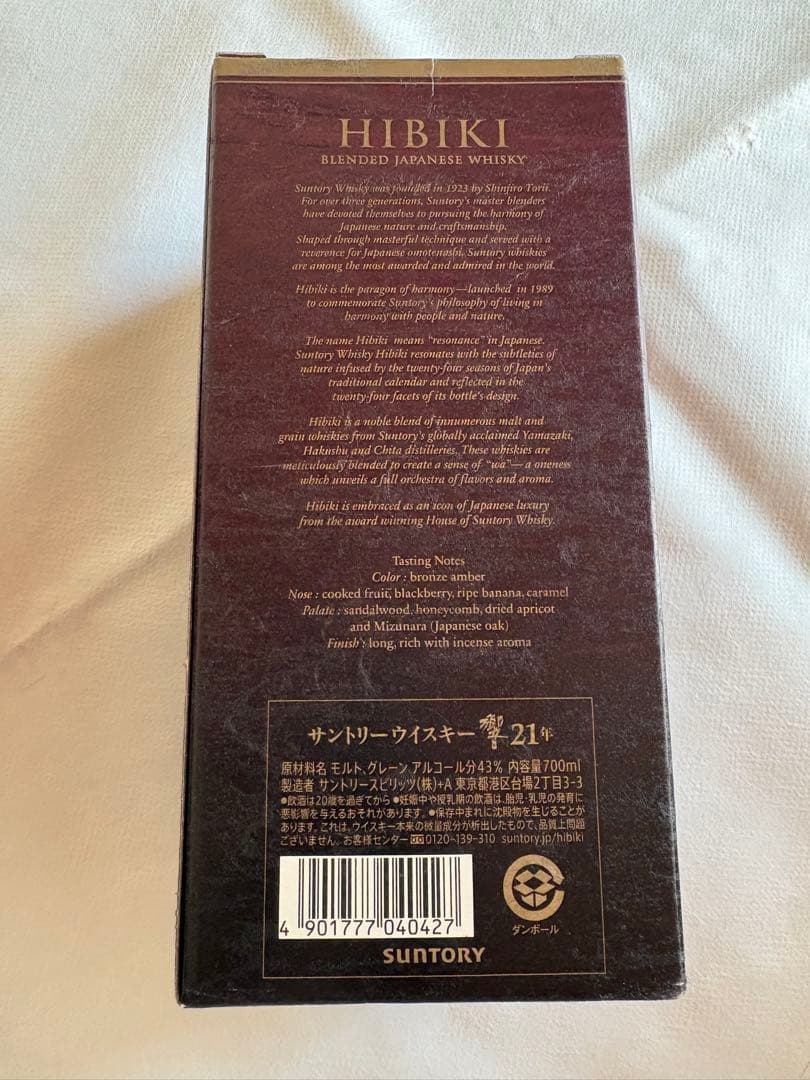 HIBIKI
BLENDED JAPANESE WHISKY
Suntory Whisky was founded in 1923 by Shinjiro Torii.
For over three generations, Suntory's master blenders
have devoted themselves to pursuing the harmony of
Japanese nature and craftsmanship.
Shaped through masterful technique and served with a
reverence for Japanese omotenashi, Suntory whiskies
are among the most awarded and admired in the world.
Hibiki is the paragon of harmony—launched in 1989
to commemorate Suntory's philosophy of living in
harmony with people and nature.
The name Hibiki means "resonance" in Japanese.
Suntory Whisky Hibiki resonates with the subtleties of
nature infused by the twenty-four seasons of Japan's
traditional calendar and reflected in the
twenty-four facets of its bottle's design.
Hibiki is a noble blend of innumerous malt and
grain whiskies from Suntory's globally acclaimed Yamazaki,
Hakushu and Chita distilleries. These whiskies are
meticulously blended to create a sense of "wa"—a oneness
which unveils a full orchestra of flavors and aroma.
Hibiki is embraced as an icon of Japanese luxury
from the award winning House of Suntory Whisky.
Tasting Notes
Color : bronze amber
Nose : cooked fruit, blackberry, ripe banana, caramel
Palate : sandalwood, honeycomb, dried apricot
and Mizunara (Japanese oak)
Finish : long, rich with incense aroma
サントリーウイスキー 響 21年
原材料名 モルト、グレーン アルコール分43% 内容量700ml
製造者 サントリースピリッツ(株)+A 東京都港区台場2丁目3-3
●飲酒は20歳を過ぎてから ●妊娠中や授乳期の飲酒は、胎児・乳児の発育に
悪影響を与えるおそれがあります。 ●保存中まれに沈殿物を生じることが
あります。これは、ウイスキー本来の微量成分が析出したもので、品質上問題
ございません。お客様センター 0120-139-310 suntory.jp/hibiki
4 901777 040427
ダンボール
SUNTORY